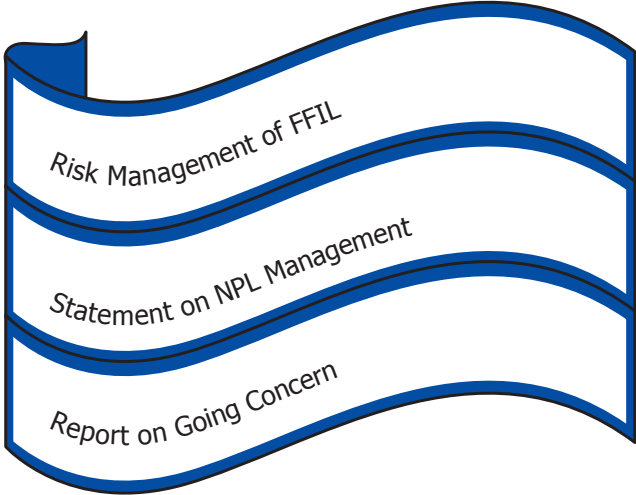 Risk Management of FFIL
Statement on NPL Management
Report on Going Concern